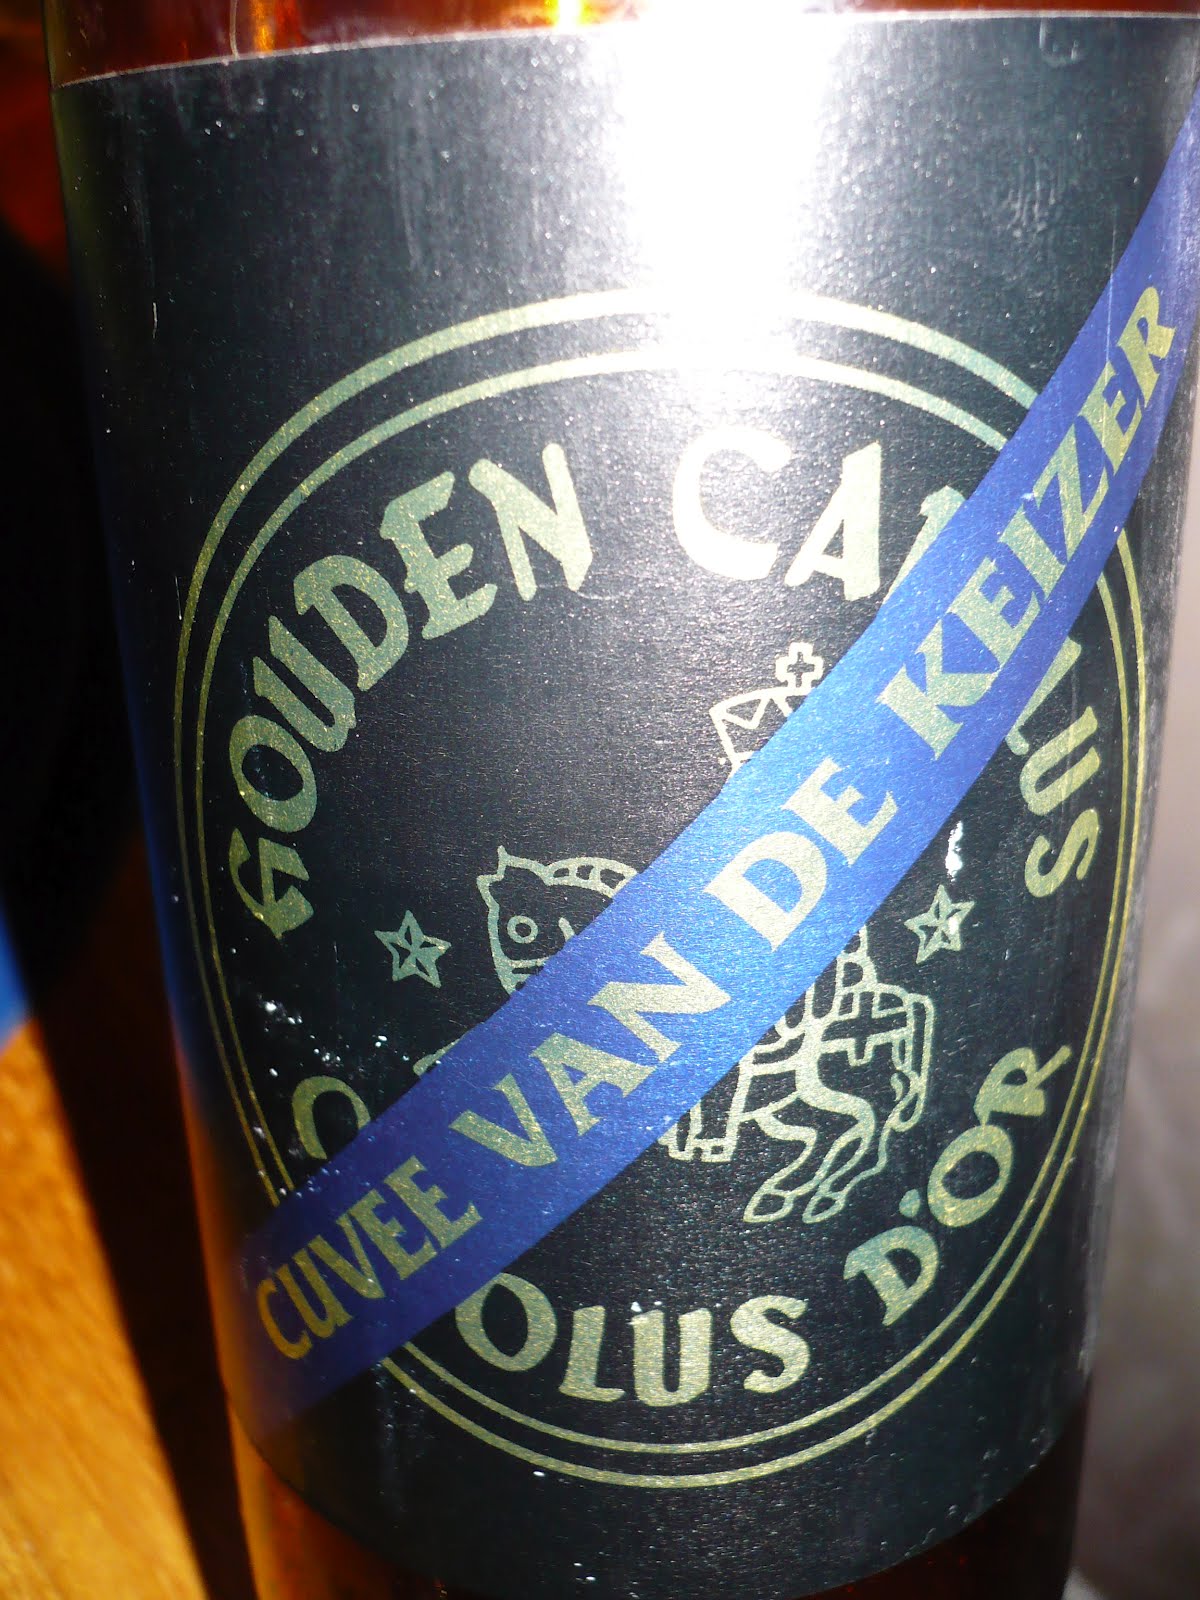 GOUDEN CA LUS
CUVEE VAN DE KEIZER
OLUS D'OR